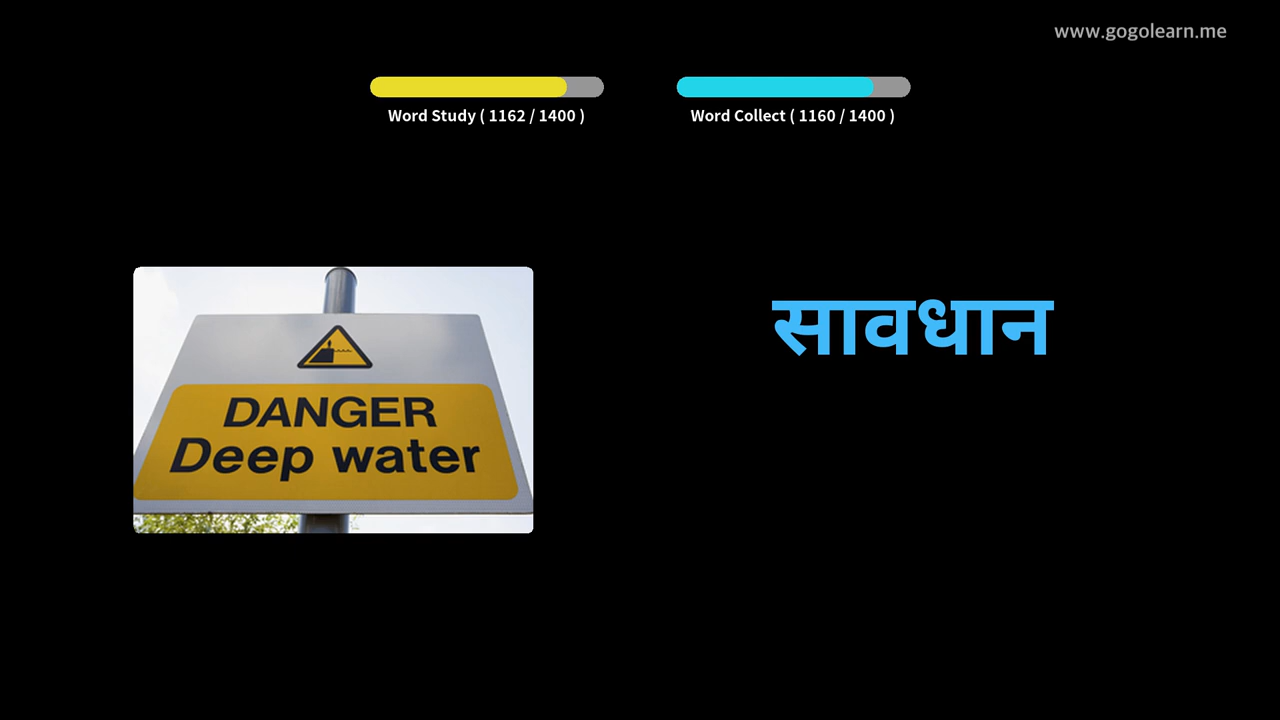 www.gogolearn.me
Word Study ( 1162 / 1400 )
Word Collect ( 1160 / 1400 )
DANGER
Deep water
सावधान